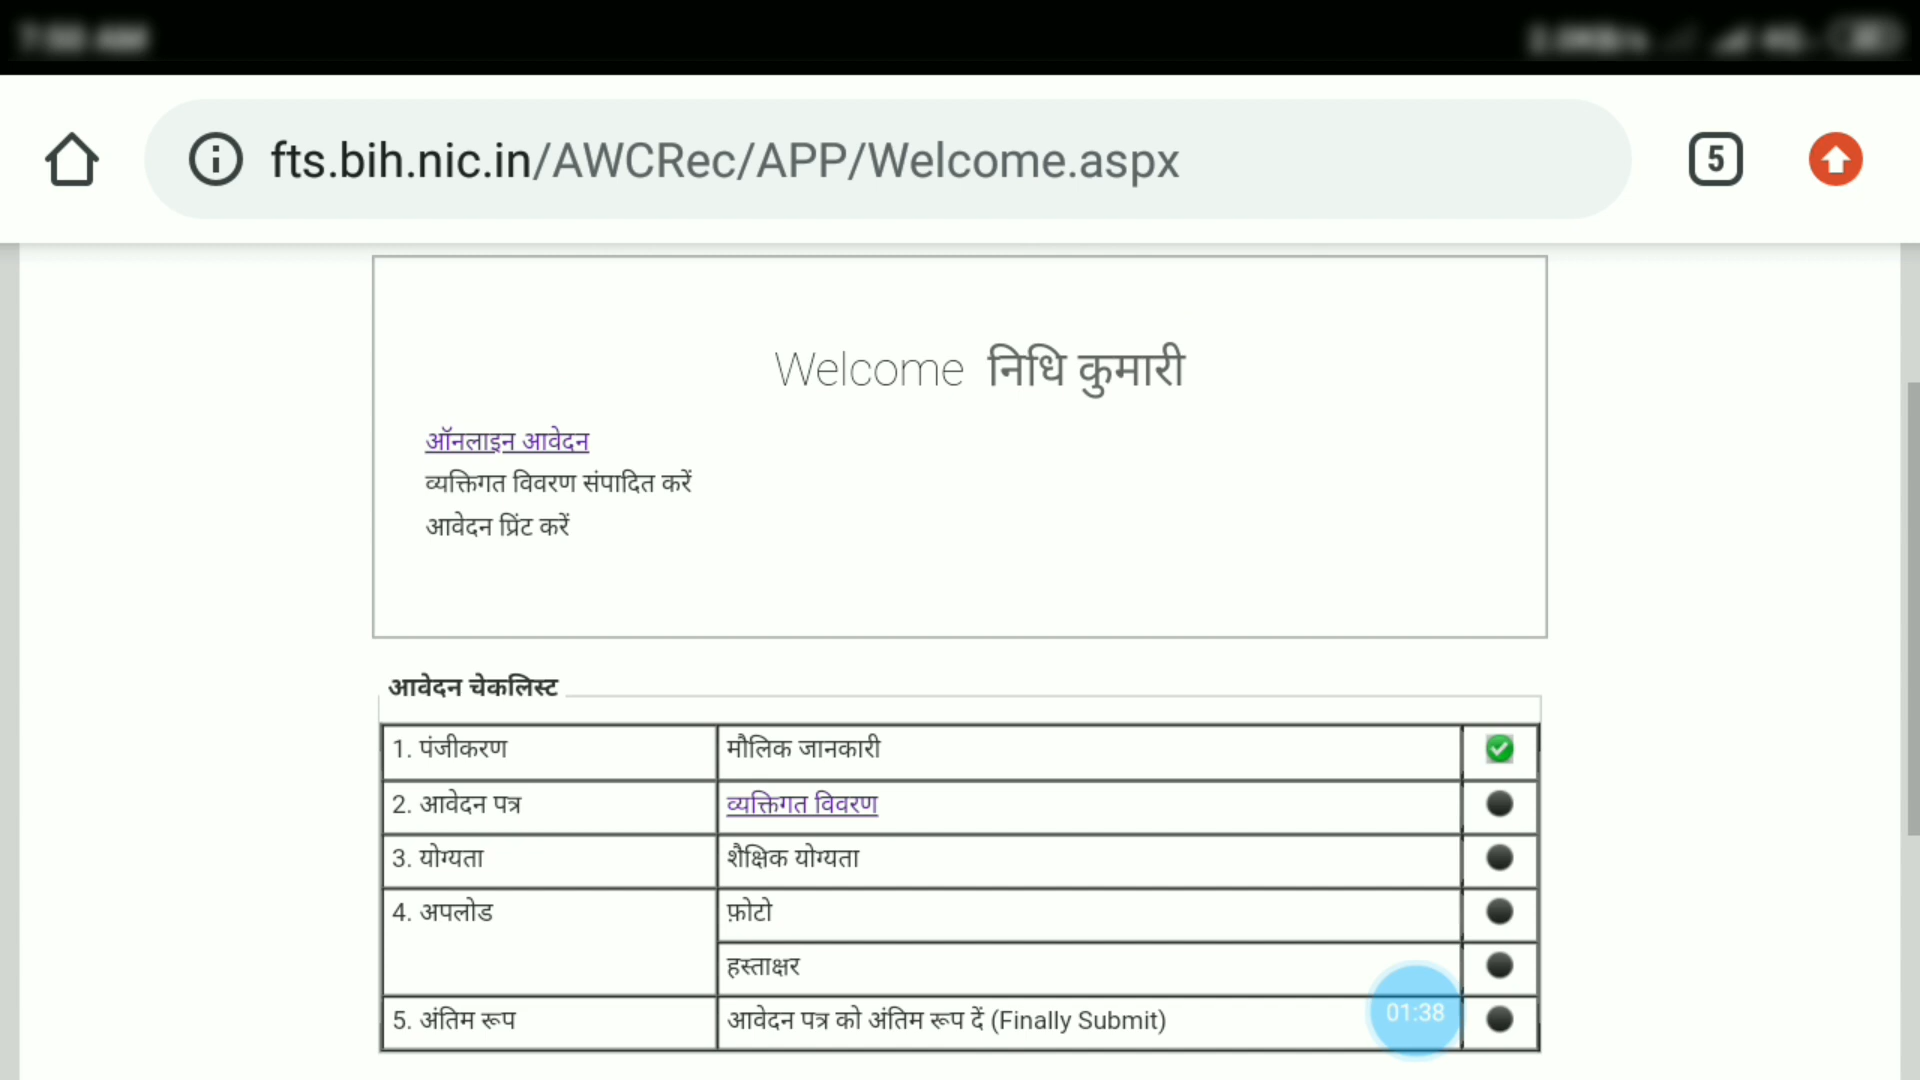 fts.bih.nic.in/AWCRec/APP/Welcome.aspx
5
Welcome निधि कुमारी
ऑनलाइन आवेदन
व्यक्तिगत विवरण संपादित करें
आवेदन प्रिंट करें
आवेदन चेकलिस्ट
1. पंजीकरण मौलिक जानकारी
2. आवेदन पत्र व्यक्तिगत विवरण
3. योग्यता शैक्षिक योग्यता
4. अपलोड फ़ोटो
हस्ताक्षर
5. अंतिम रूप आवेदन पत्र को अंतिम रूप दें (Finally Submit)
01:38